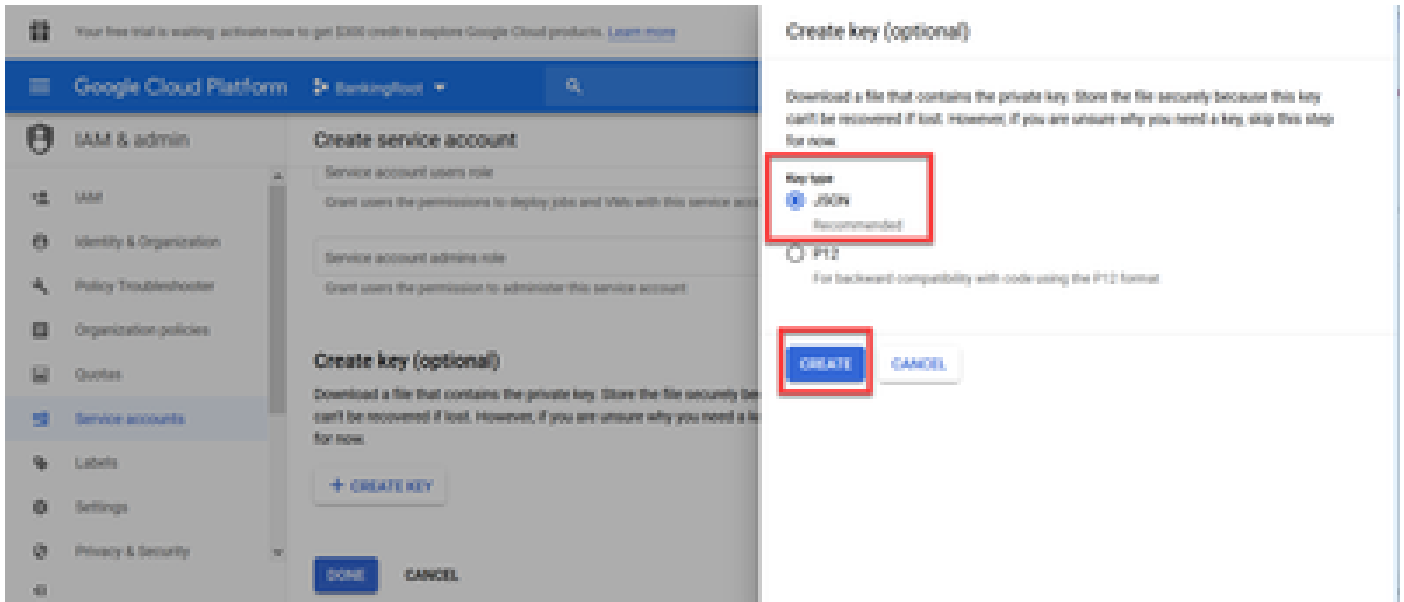 Your free trial is waiting: activate now to get $300 credit to explore Google Cloud products. Learn more
Google Cloud Platform
BankingRoot
IAM & admin
IAM
Identity & Organization
Policy Troubleshooter
Organization policies
Quotas
Service accounts
Labels
Settings
Privacy & Security
Create service account
Service account users role
Grant users the permissions to deploy jobs and VMs with this service
Service account admins role
Grant users the permission to administer this service account
Create key (optional)
Download a file that contains the private key. Store the file securely
can't be recovered if lost. However, if you are unsure why you need a
for now.
+ CREATE KEY
DONE
CANCEL
Create key (optional)
Download a file that contains the private key. Store the file securely because this key
can't be recovered if lost. However, if you are unsure why you need a key, skip this step
for now.
Key type
JSON
Recommended
P12
For backward compatibility with code using the P12 format
CREATE
CANCEL